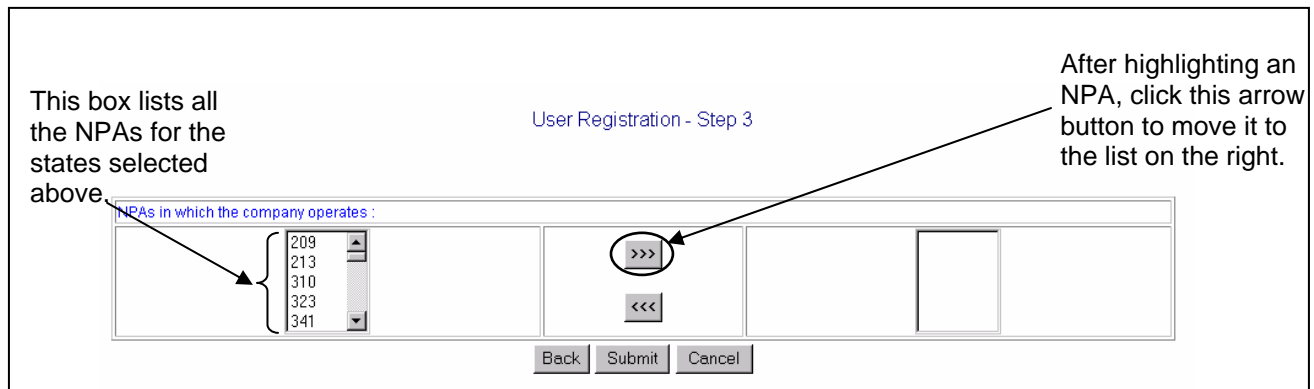 This box lists all
the NPAs for the
states selected
above.
User Registration - Step 3
After highlighting an
NPA, click this arrow
button to move it to
the list on the right.
NPAs in which the company operates :
209
213
310
323
341
>>>
<<<
Back Submit Cancel